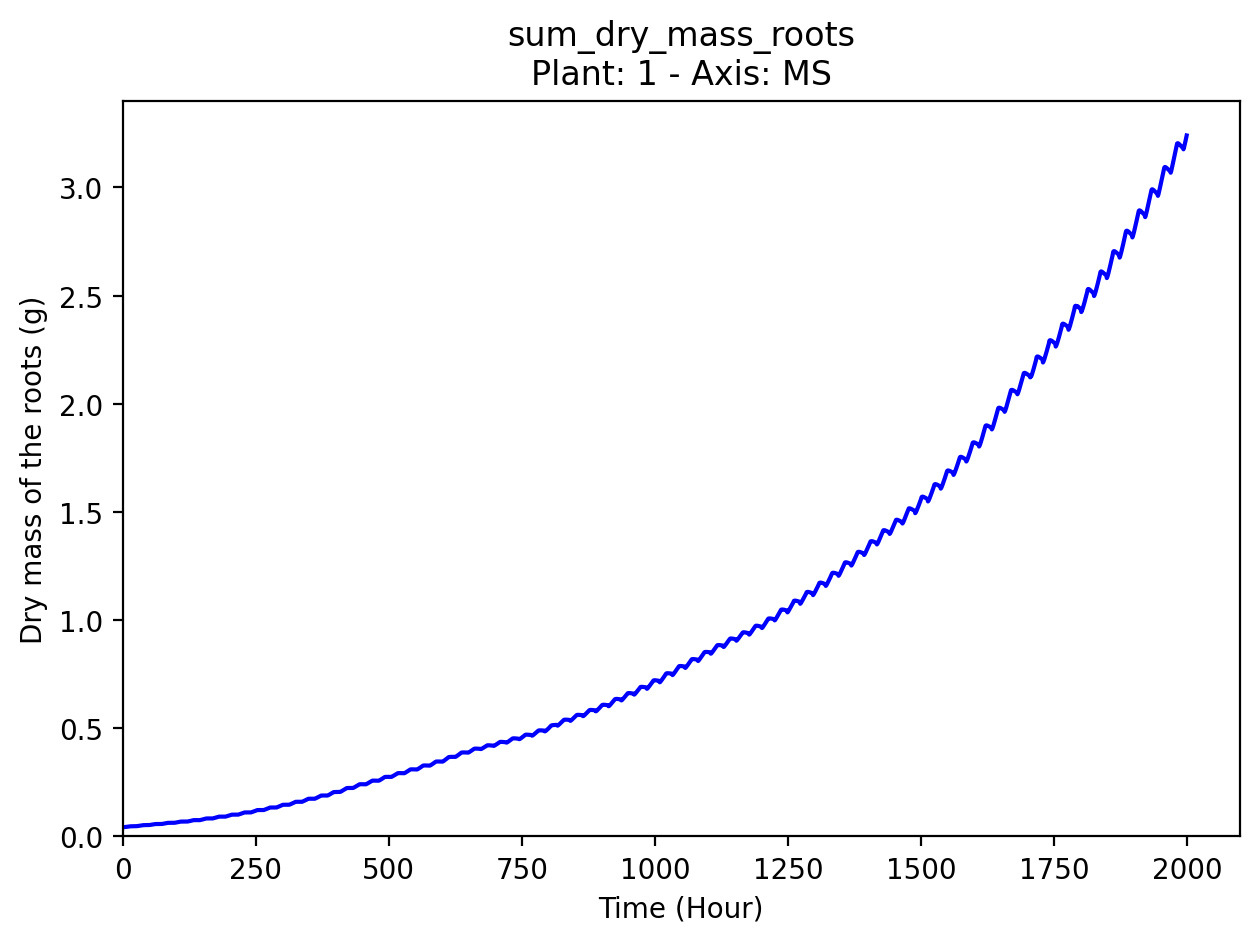 sum_dry_mass_roots
Plant: 1 - Axis: MS
Dry mass of the roots (g)
3.0
2.5
2.0
1.5
1.0
0.5
0.0
0 250 500 750 1000 1250 1500 1750 2000
Time (Hour)